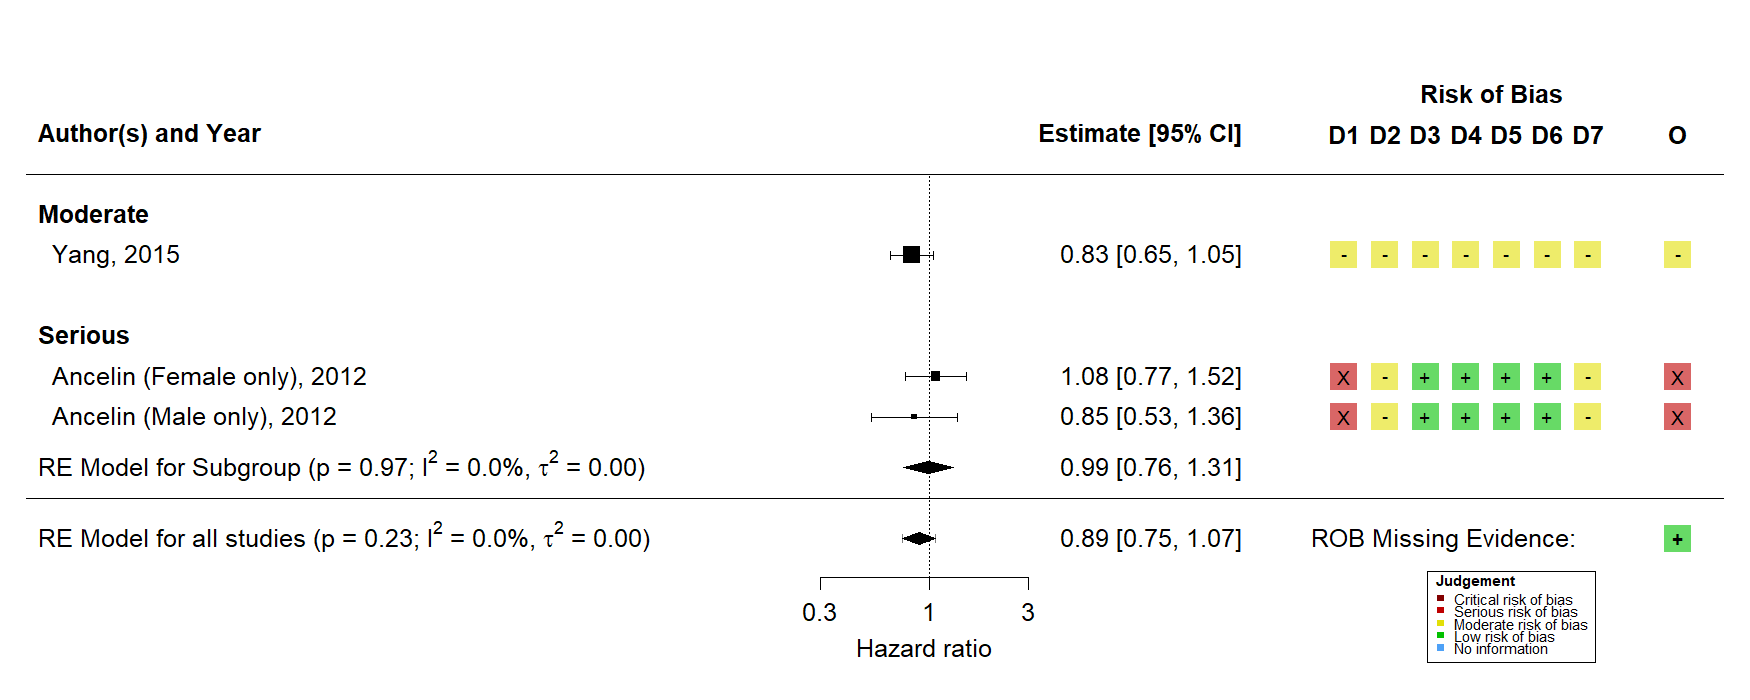 Risk of Bias
Author(s) and Year Estimate [95% CI] D1 D2 D3 D4 D5 D6 D7 O
Moderate
Yang, 2015 0.83 [0.65, 1.05] - - - - - - - -
Serious
Ancelin (Female only), 2012 1.08 [0.77, 1.52] X - + + + + - X
Ancelin (Male only), 2012 0.85 [0.53, 1.36] X - + + + + - X
RE Model for Subgroup (p = 0.97; I² = 0.0%, τ² = 0.00) 0.99 [0.76, 1.31]
RE Model for all studies (p = 0.23; I² = 0.0%, τ² = 0.00) 0.89 [0.75, 1.07] ROB Missing Evidence: +
0.3 1 3
Hazard ratio
Judgement
Critical risk of bias
Serious risk of bias
Moderate risk of bias
Low risk of bias
No information